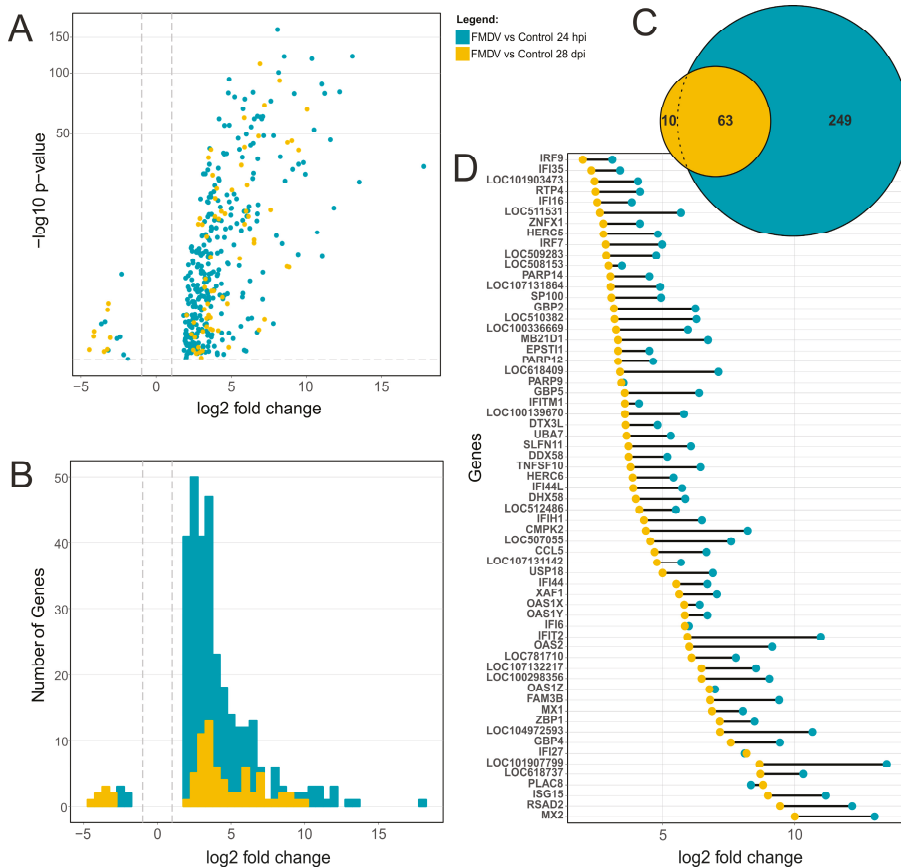 A
Legend:
FMDV vs Control 24 hpi
FMDV vs Control 28 dpi
C
150
100
50
−log10 p-value
−5
0
5
10
15
log2 fold change
10
63
249
B
50
40
30
20
10
0
Number of Genes
−5
0
5
10
15
log2 fold change
D
Genes
IRF9
IFI35
LOC101903473
RTP4
IFI16
LOC511531
ZNFX1
HERC5
IRF7
LOC509283
LOC508153
PARP14
LOC107131864
SP100
GBP2
LOC510382
LOC100336669
MB21D1
EPSTI1
PARP12
LOC618409
PARP9
GBP5
IFITM1
LOC100139670
DTX3L
UBA7
SLFN11
DDX58
TNFSF10
HERC6
IFI44L
DHX58
LOC512486
IFIH1
CMPK2
LOC507055
CCL5
LOC107131142
USP18
IFI44
XAF1
OAS1X
OAS1Y
IFI6
IFIT2
OAS2
LOC781710
LOC107132217
LOC100298356
OAS1Z
FAM3B
MX1
ZBP1
LOC104972593
GBP4
IFI27
LOC101907799
LOC618737
PLAC8
ISG15
RSAD2
MX2
5
10
log2 fold change